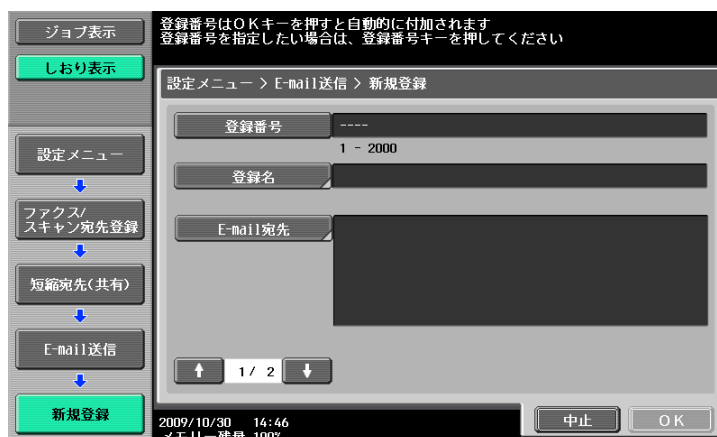 ジョブ表示
しおり表示
登録番号はOKキーを押すと自動的に付加されます
登録番号を指定したい場合は、登録番号キーを押してください
設定メニュー > E-mail送信 > 新規登録
登録番号 ----
1 - 2000
登録名
E-mail宛先
設定メニュー
ファクス/
スキャン宛先登録
短縮宛先(共有)
E-mail送信
新規登録
↑ 1/ 2 ↓
2009/10/30 14:46
メモリー残量 100%
中止 OK